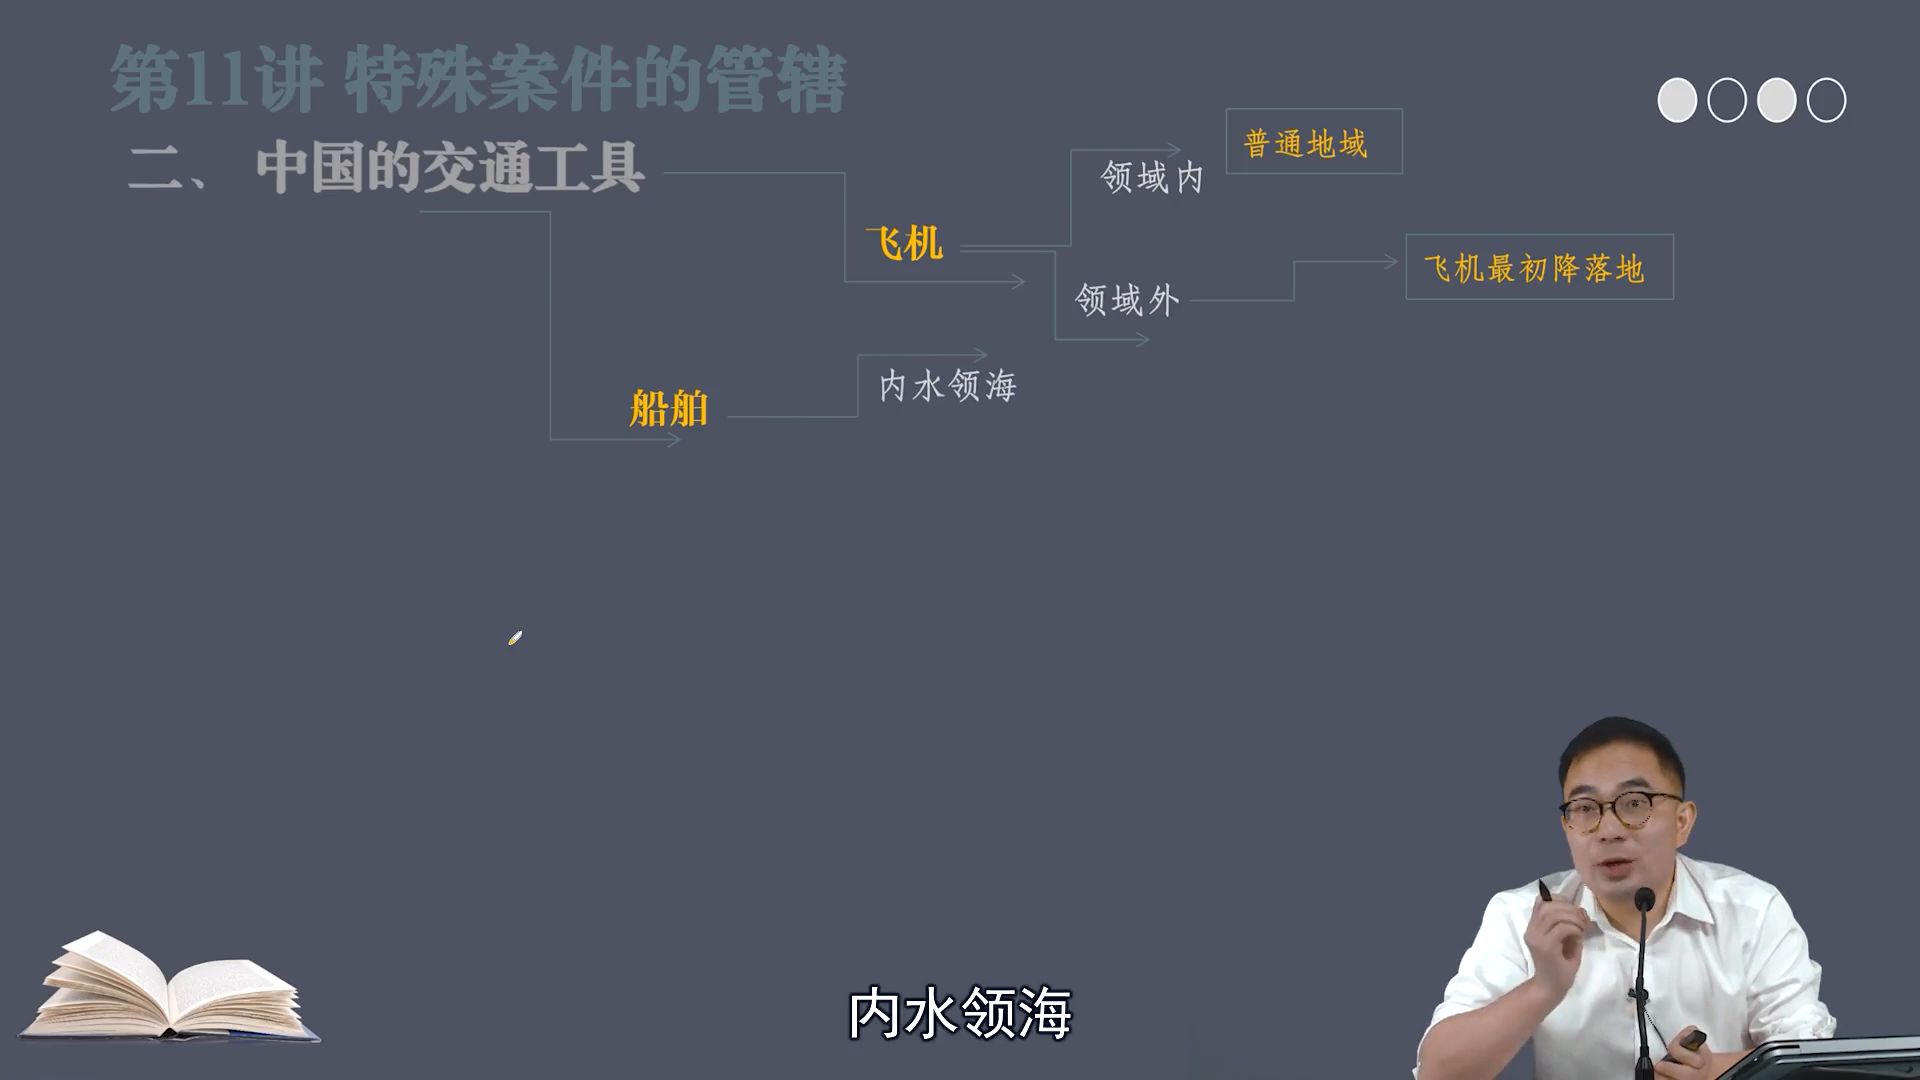 第11讲 特殊案件的管辖
二、 中国的交通工具
普通地域
领域内
飞机
飞机最初降落地
领域外
内水领海
船舶
内水领海